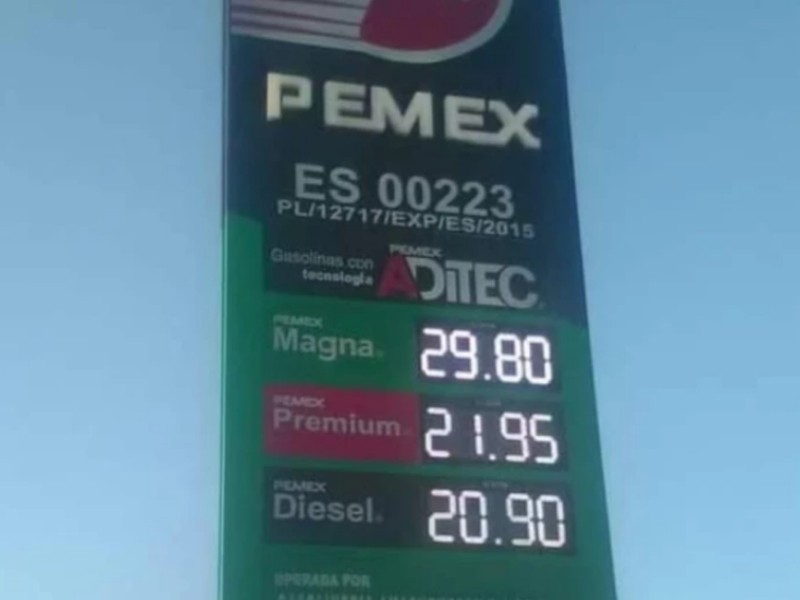 PEMEX
ES 00223
PL/12717/EXP/ES/2015
Gasolinas con
tecnología
PEMEX
ADITEC
PEMEX
Magna 29.80
PEMEX
Premium 21.95
PEMEX
Diesel 20.90
OPERADA POR